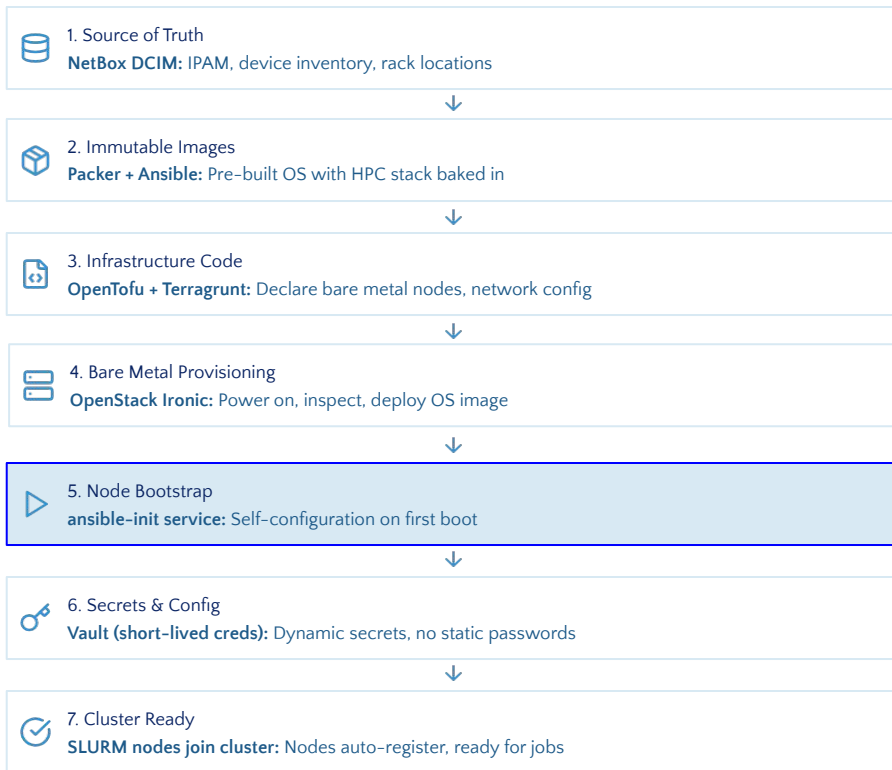 1. Source of Truth
NetBox DCIM: IPAM, device inventory, rack locations
2. Immutable Images
Packer + Ansible: Pre-built OS with HPC stack baked in
3. Infrastructure Code
OpenTofu + Terragrunt: Declare bare metal nodes, network config
4. Bare Metal Provisioning
OpenStack Ironic: Power on, inspect, deploy OS image
5. Node Bootstrap
ansible-init service: Self-configuration on first boot
6. Secrets & Config
Vault (short-lived creds): Dynamic secrets, no static passwords
7. Cluster Ready
SLURM nodes join cluster: Nodes auto-register, ready for jobs